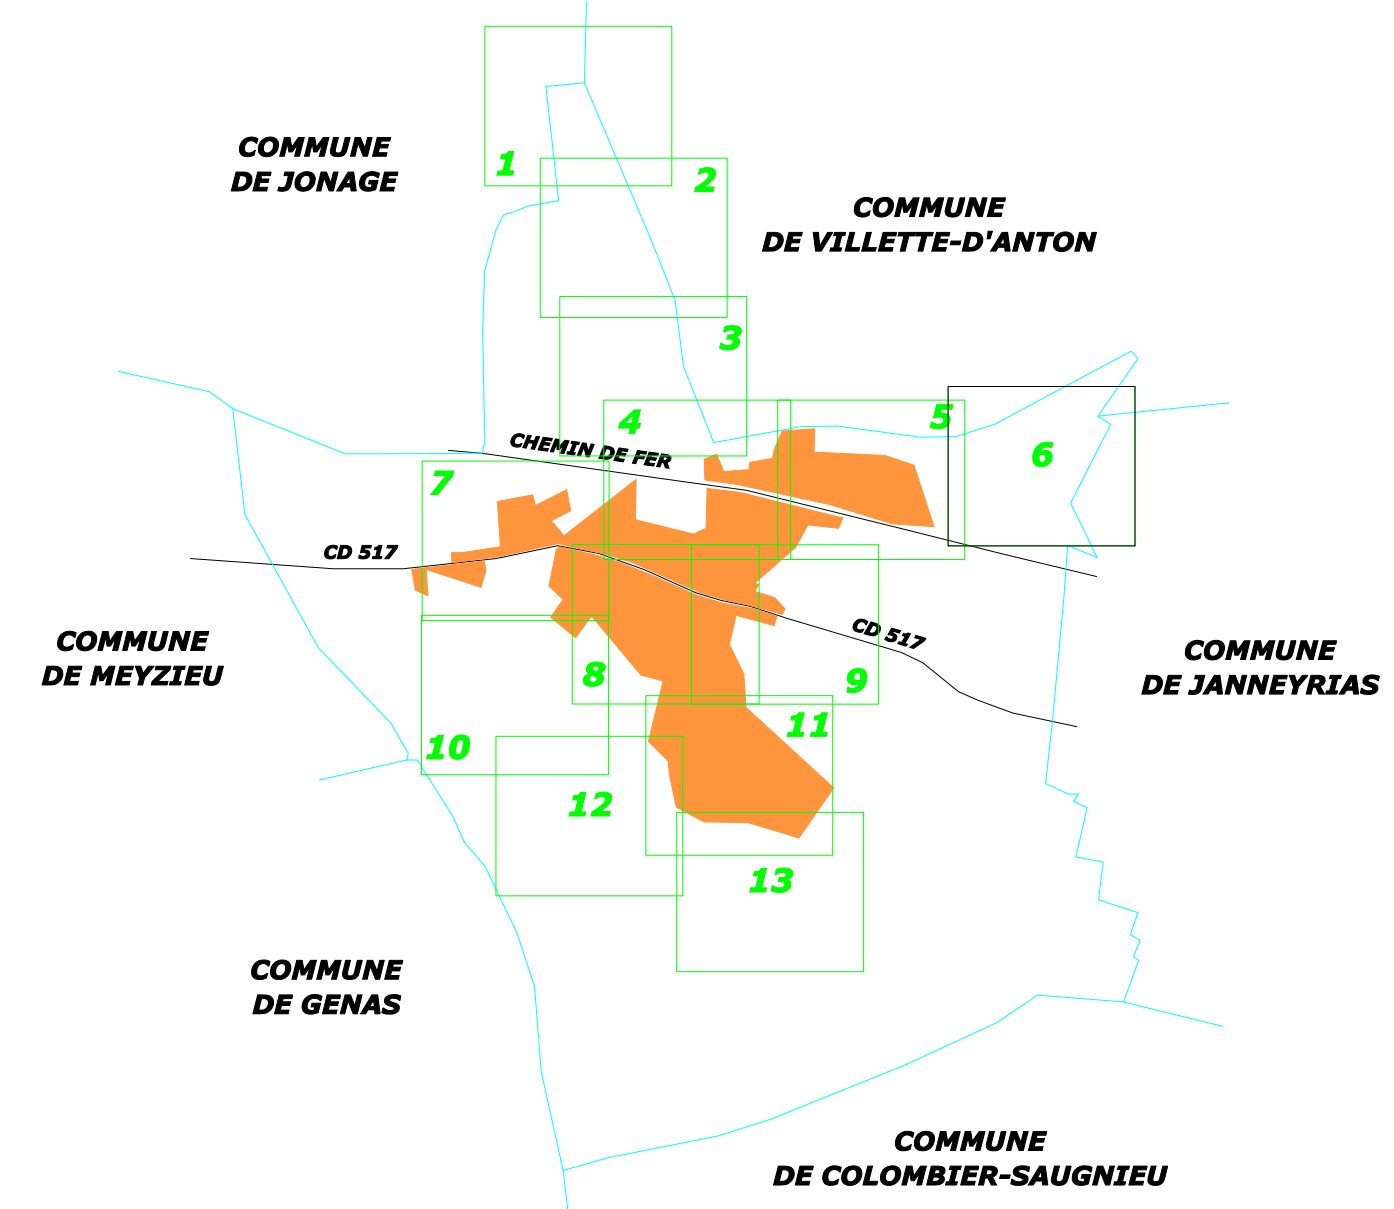 1
COMMUNE
DE JONAGE
2
COMMUNE
DE VILLETTE-D'ANTON
3
4
5
CHEMIN DE FER
6
7
CD 517
CD 517
COMMUNE
DE MEYZIEU
COMMUNE
DE JANNEYRIAS
8
9
10
11
12
13
COMMUNE
DE GENAS
COMMUNE
DE COLOMBIER-SAUGNIEU